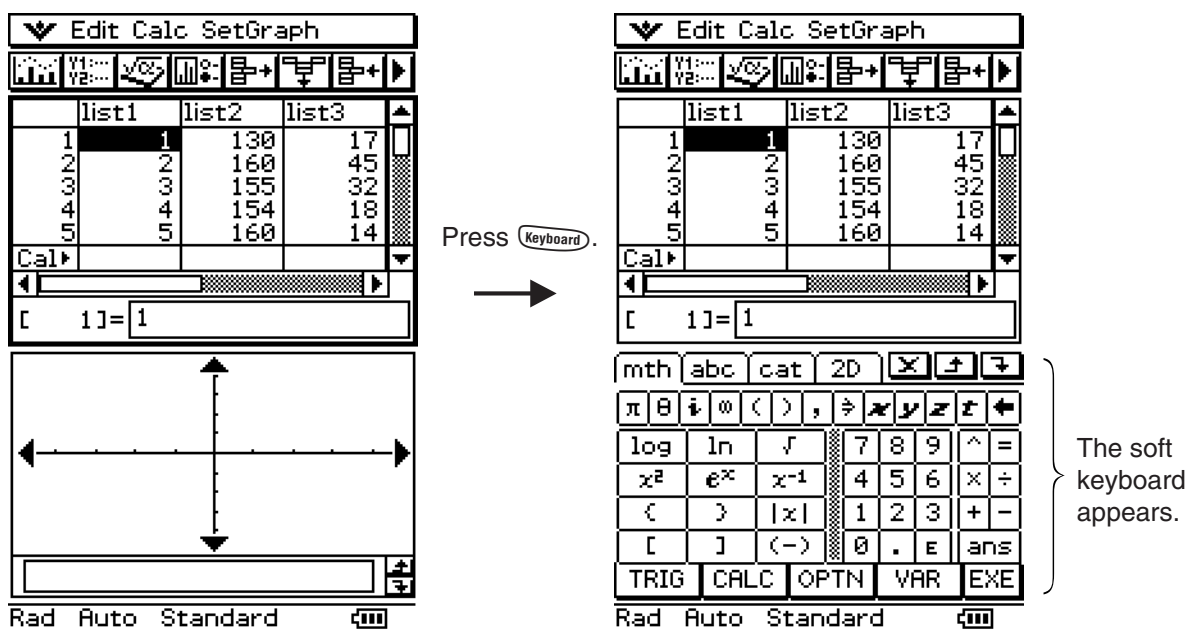 Edit Calc SetGraph
Y1:
Y2:
list1 list2 list3
1 1 130 17
2 2 160 45
3 3 155 32
4 4 154 18
5 5 160 14
Cal
[ 1]= 1
Rad Auto Standard
Press Keyboard.
Edit Calc SetGraph
Y1:
Y2:
list1 list2 list3
1 1 130 17
2 2 160 45
3 3 155 32
4 4 154 18
5 5 160 14
Cal
[ 1]= 1
mth abc cat 2D
π θ i ∞ ( ) , ⇒ x y z t ←
log ln √ 7 8 9 ^ =
x² eˣ x⁻¹ 4 5 6 × ÷
( ) |x| 1 2 3 + −
[ ] (−) 0 . E ans
TRIG CALC OPTN VAR EXE
Rad Auto Standard
The soft
keyboard
appears.